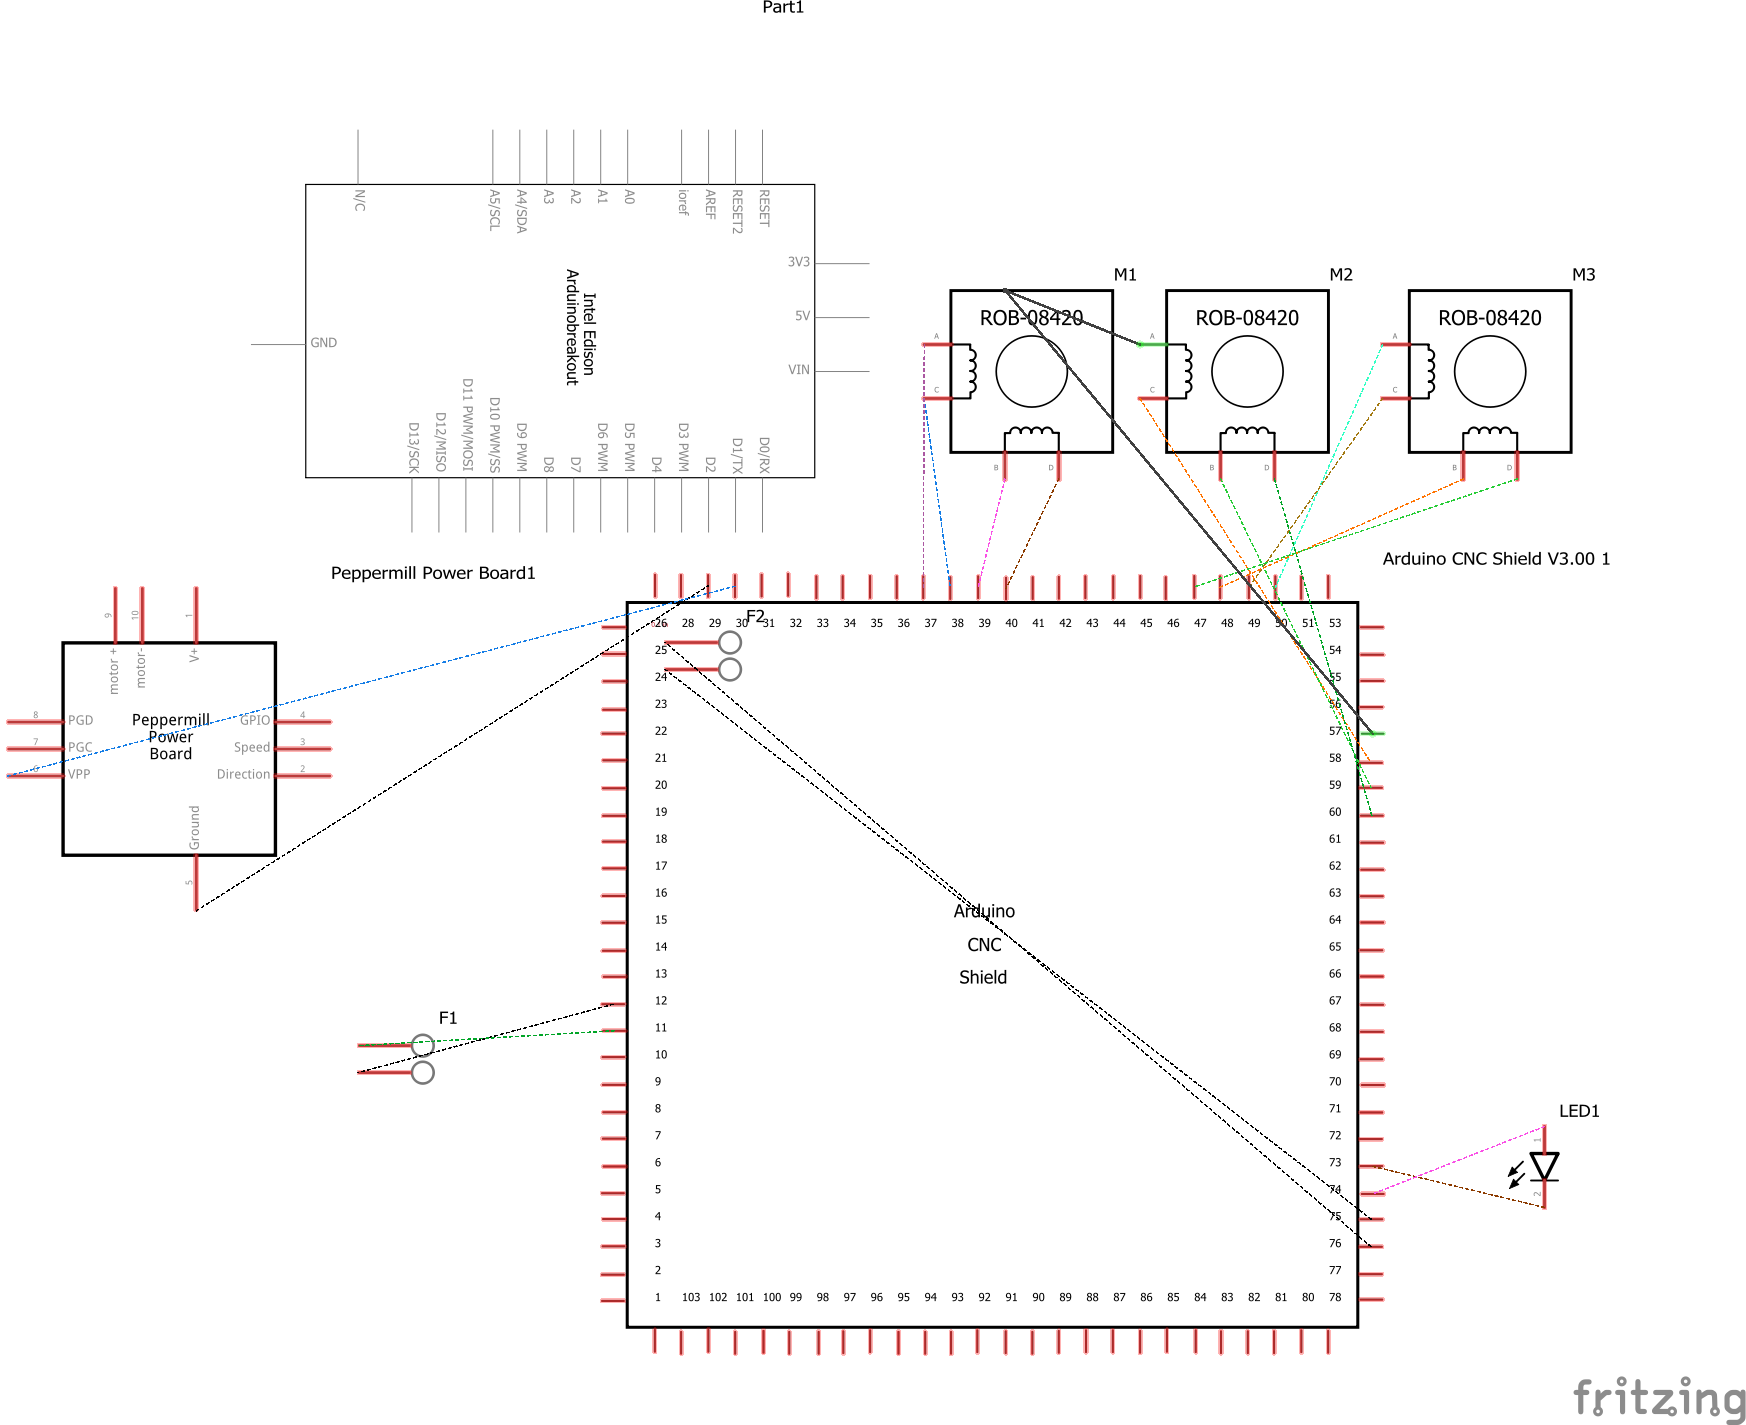 Part1
N/C
A5/SCL
A4/SDA
A3
A2
A1
A0
ioref
AREF
RESET2
RESET
3V3
5V
VIN
GND
Intel Edison
Arduinobreakout
D13/SCK
D12/MISO
D11 PWM/MOSI
D10 PWM/SS
D9 PWM
D8
D7
D6 PWM
D5 PWM
D4
D3 PWM
D2
D1/TX
D0/RX
M1
ROB-08420
A
C
B
D
M2
ROB-08420
A
C
B
D
M3
ROB-08420
A
C
B
D
Arduino CNC Shield V3.00 1
Peppermill Power Board1
9
10
1
motor +
motor-
V+
8
PGD
7
PGC
6
VPP
Peppermill
Power
Board
GPIO
4
Speed
3
Direction
2
Ground
5
F2
26 28 29 30 31 32 33 34 35 36 37 38 39 40 41 42 43 44 45 46 47 48 49 50 51 53
25
24
23
22
21
20
19
18
17
16
15
14
13
12
11
10
9
8
7
6
5
4
3
2
1
54
55
56
57
58
59
60
61
62
63
64
65
66
67
68
69
70
71
72
73
74
75
76
77
78
Arduino
CNC
Shield
103 102 101 100 99 98 97 96 95 94 93 92 91 90 89 88 87 86 85 84 83 82 81 80
F1
LED1
1
2
fritzing